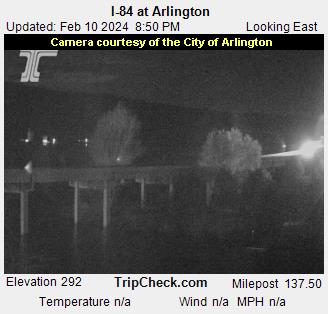 I-84 at Arlington
Updated: Feb 10 2024 8:50 PM Looking East
Camera courtesy of the City of Arlington
Elevation 292 TripCheck.com Milepost 137.50
Temperature n/a Wind n/a MPH n/a